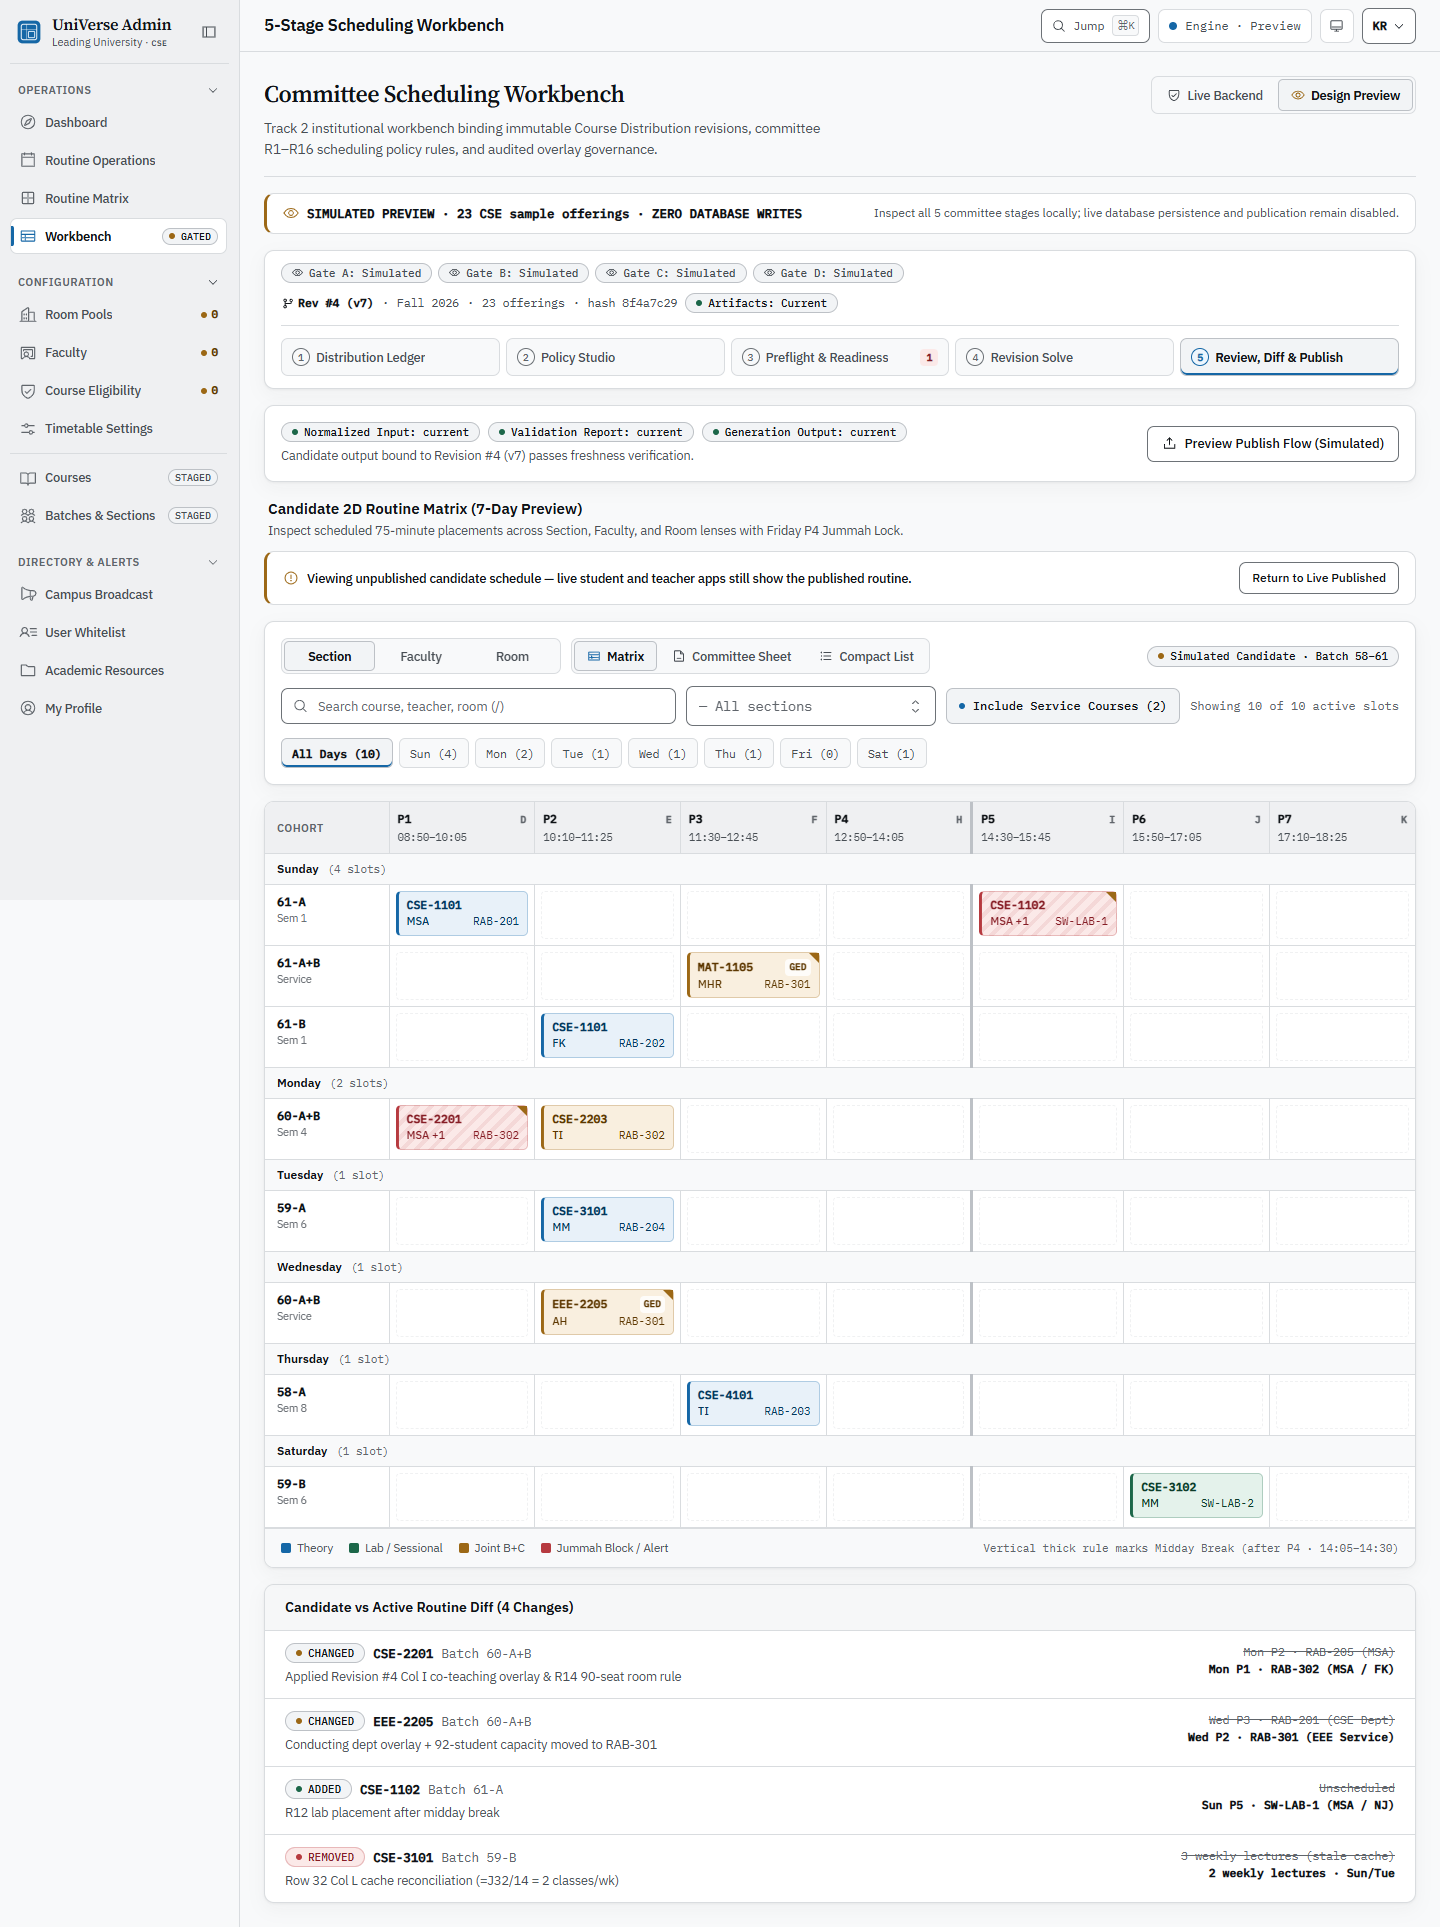 UniVerse Admin
Leading University · CSE
OPERATIONS
Dashboard
Routine Operations
Routine Matrix
Workbench
GATED
CONFIGURATION
Room Pools
0
Faculty
0
Course Eligibility
0
Timetable Settings
Courses
STAGED
Batches & Sections
STAGED
DIRECTORY & ALERTS
Campus Broadcast
User Whitelist
Academic Resources
My Profile
5-Stage Scheduling Workbench
Jump ⌘K
Engine · Preview
KR
Committee Scheduling Workbench
Track 2 institutional workbench binding immutable Course Distribution revisions, committee
R1–R16 scheduling policy rules, and audited overlay governance.
Live Backend
Design Preview
SIMULATED PREVIEW · 23 CSE sample offerings · ZERO DATABASE WRITES
Inspect all 5 committee stages locally; live database persistence and publication remain disabled.
Gate A: Simulated
Gate B: Simulated
Gate C: Simulated
Gate D: Simulated
Rev #4 (v7) · Fall 2026 · 23 offerings · hash 8f4a7c29
Artifacts: Current
1 Distribution Ledger
2 Policy Studio
3 Preflight & Readiness 1
4 Revision Solve
5 Review, Diff & Publish
Normalized Input: current
Validation Report: current
Generation Output: current
Candidate output bound to Revision #4 (v7) passes freshness verification.
Preview Publish Flow (Simulated)
Candidate 2D Routine Matrix (7-Day Preview)
Inspect scheduled 75-minute placements across Section, Faculty, and Room lenses with Friday P4 Jummah Lock.
Viewing unpublished candidate schedule — live student and teacher apps still show the published routine.
Return to Live Published
Section
Faculty
Room
Matrix
Committee Sheet
Compact List
Simulated Candidate · Batch 58–61
Search course, teacher, room (/)
— All sections
Include Service Courses (2)
Showing 10 of 10 active slots
All Days (10)
Sun (4)
Mon (2)
Tue (1)
Wed (1)
Thu (1)
Fri (0)
Sat (1)
COHORT
P1 D
08:50–10:05
P2 E
10:10–11:25
P3 F
11:30–12:45
P4 H
12:50–14:05
P5 I
14:30–15:45
P6 J
15:50–17:05
P7 K
17:10–18:25
Sunday (4 slots)
61-A
Sem 1
CSE-1101
MSA RAB-201
CSE-1102
MSA +1 SW-LAB-1
61-A+B
Service
MAT-1105 GED
MHR RAB-301
61-B
Sem 1
CSE-1101
FK RAB-202
Monday (2 slots)
60-A+B
Sem 4
CSE-2201
MSA +1 RAB-302
CSE-2203
TI RAB-302
Tuesday (1 slot)
59-A
Sem 6
CSE-3101
MM RAB-204
Wednesday (1 slot)
60-A+B
Service
EEE-2205 GED
AH RAB-301
Thursday (1 slot)
58-A
Sem 8
CSE-4101
TI RAB-203
Saturday (1 slot)
59-B
Sem 6
CSE-3102
MM SW-LAB-2
Theory
Lab / Sessional
Joint B+C
Jummah Block / Alert
Vertical thick rule marks Midday Break (after P4 · 14:05–14:30)
Candidate vs Active Routine Diff (4 Changes)
CHANGED CSE-2201 Batch 60-A+B
Applied Revision #4 Col I co-teaching overlay & R14 90-seat room rule
Mon P2 · RAB-205 (MSA)
Mon P1 · RAB-302 (MSA / FK)
CHANGED EEE-2205 Batch 60-A+B
Conducting dept overlay + 92-student capacity moved to RAB-301
Wed P3 · RAB-201 (CSE Dept)
Wed P2 · RAB-301 (EEE Service)
ADDED CSE-1102 Batch 61-A
R12 lab placement after midday break
Unscheduled
Sun P5 · SW-LAB-1 (MSA / NJ)
REMOVED CSE-3101 Batch 59-B
Row 32 Col L cache reconciliation (=J32/14 = 2 classes/wk)
3 weekly lectures (stale cache)
2 weekly lectures · Sun/Tue